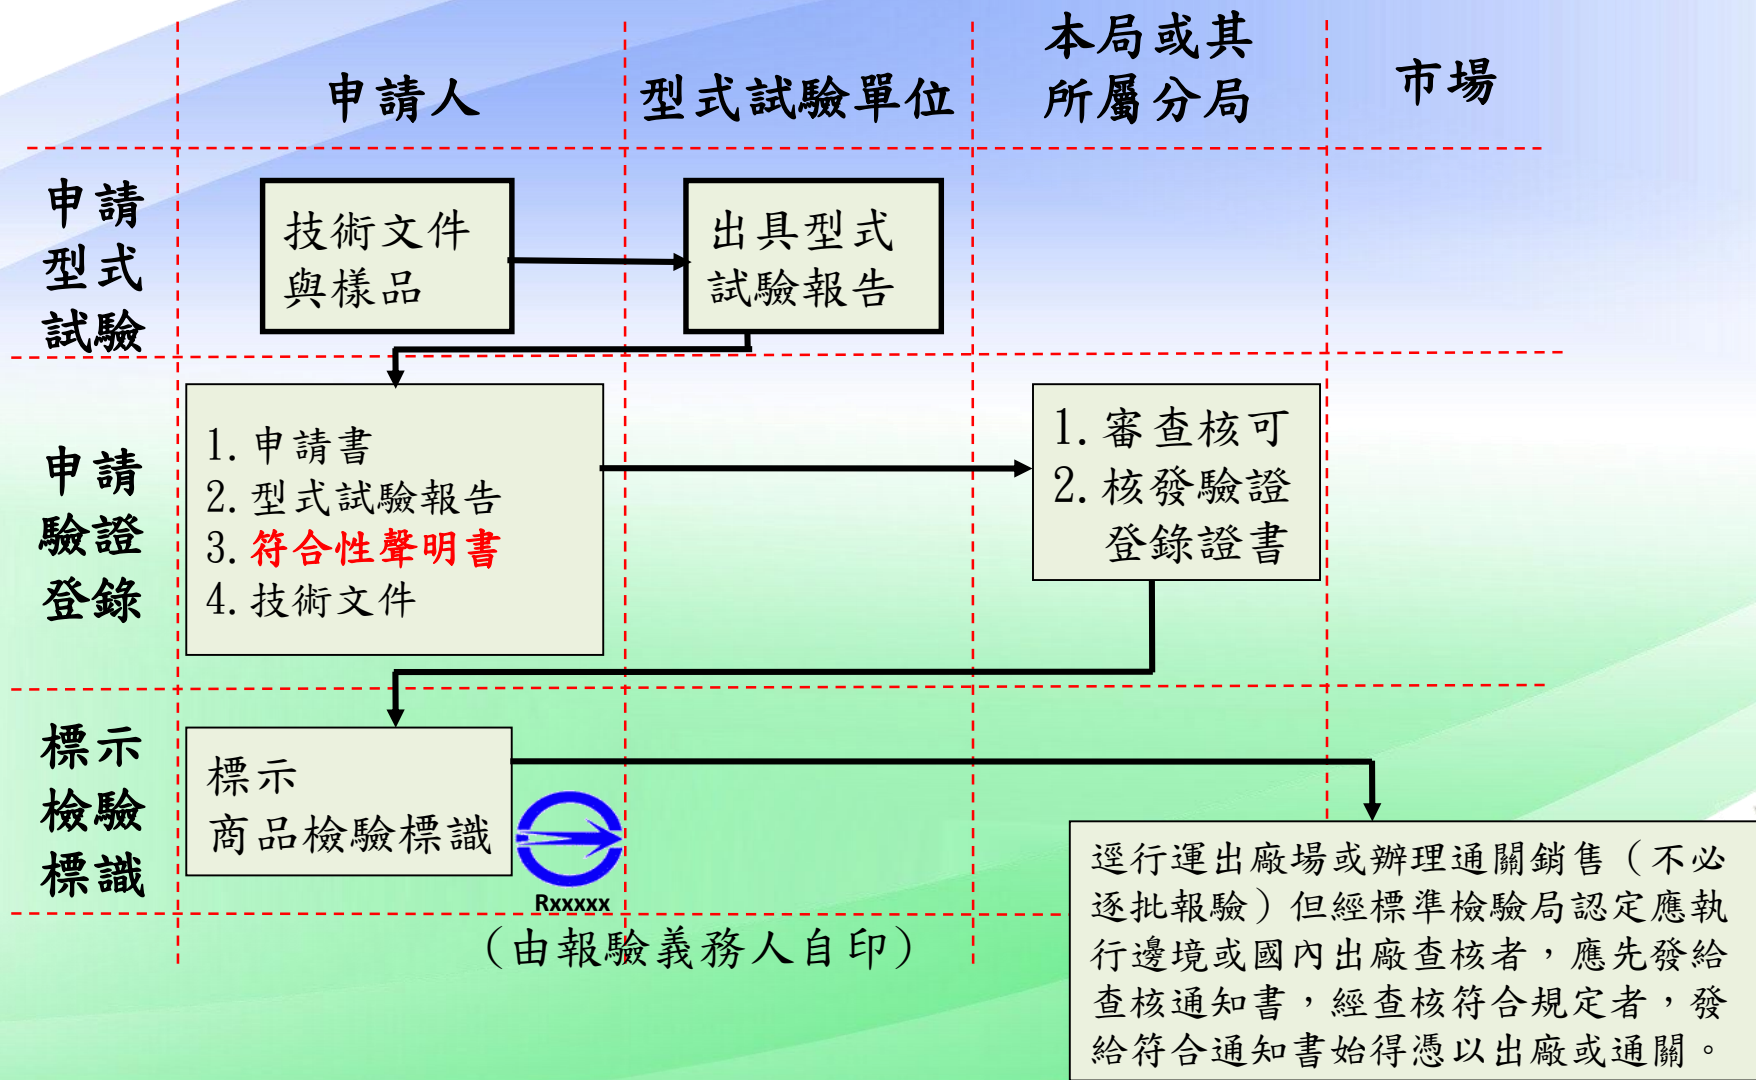 申請人
型式試驗單位
本局或其
所屬分局
市場
申請
型式
試驗
技術文件
與樣品
出具型式
試驗報告
申請
驗證
登錄
1.申請書
2.型式試驗報告
3.符合性聲明書
4.技術文件
1.審查核可
2.核發驗證
登錄證書
標示
檢驗
標識
標示
商品檢驗標識
Rxxxxx
（由報驗義務人自印）
逕行運出廠場或辦理通關銷售（不必
逐批報驗）但經標準檢驗局認定應執
行邊境或國內出廠查核者，應先發給
查核通知書，經查核符合規定者，發
給符合通知書始得憑以出廠或通關。